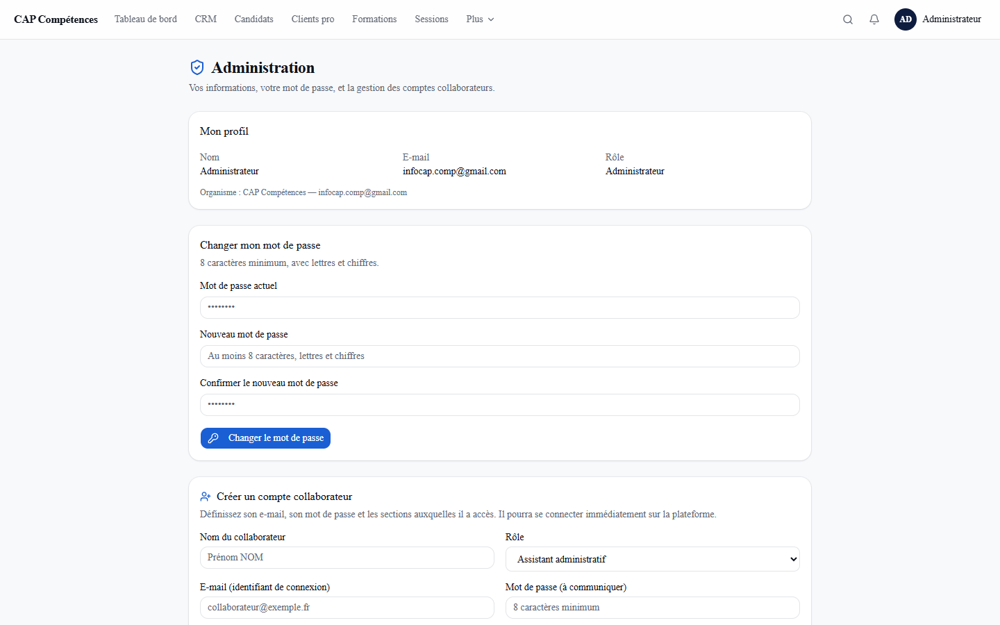 CAP Compétences Tableau de bord CRM Candidats Clients pro Formations Sessions Plus AD Administrateur
Administration
Vos informations, votre mot de passe, et la gestion des comptes collaborateurs.
Mon profil
Nom E-mail Rôle
Administrateur infocap.comp@gmail.com Administrateur
Organisme : CAP Compétences — infocap.comp@gmail.com
Changer mon mot de passe
8 caractères minimum, avec lettres et chiffres.
Mot de passe actuel
••••••••
Nouveau mot de passe
Au moins 8 caractères, lettres et chiffres
Confirmer le nouveau mot de passe
••••••••
Changer le mot de passe
Créer un compte collaborateur
Définissez son e-mail, son mot de passe et les sections auxquelles il a accès. Il pourra se connecter immédiatement sur la plateforme.
Nom du collaborateur Rôle
Prénom NOM Assistant administratif
E-mail (identifiant de connexion) Mot de passe (à communiquer)
collaborateur@exemple.fr 8 caractères minimum